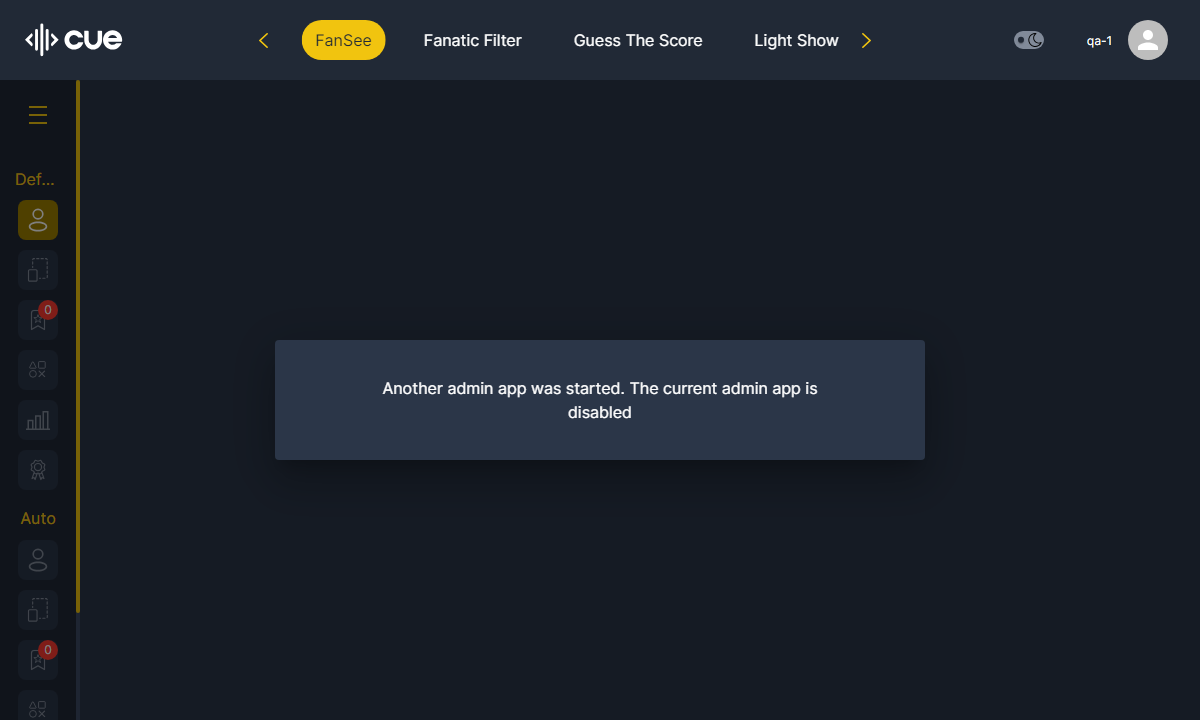 cue
FanSee
Fanatic Filter
Guess The Score
Light Show
qa-1
Def...
0
Auto
0
Another admin app was started. The current admin app is
disabled